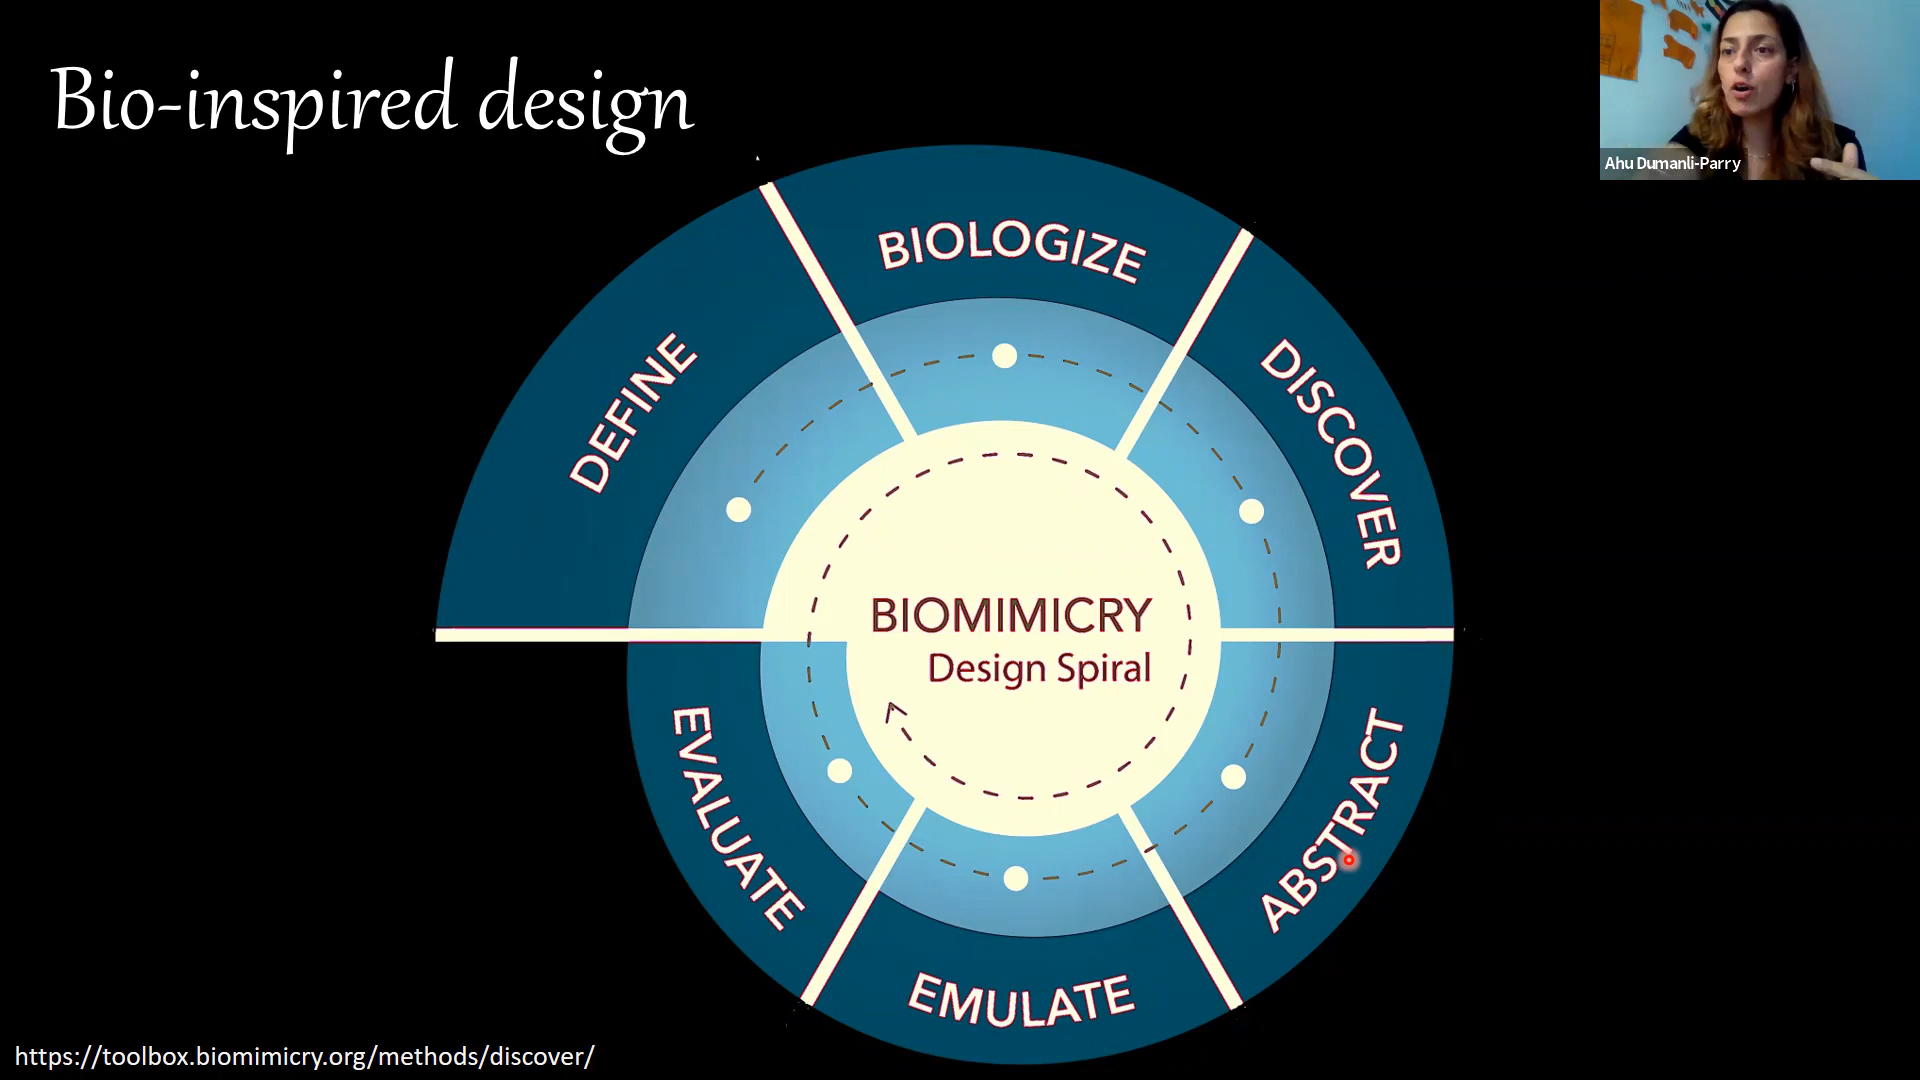 Bio-inspired design
Ahu Dumanli-Parry
DEFINE
BIOLOGIZE
DISCOVER
ABSTRACT
EMULATE
EVALUATE
BIOMIMICRY
Design Spiral
https://toolbox.biomimicry.org/methods/discover/